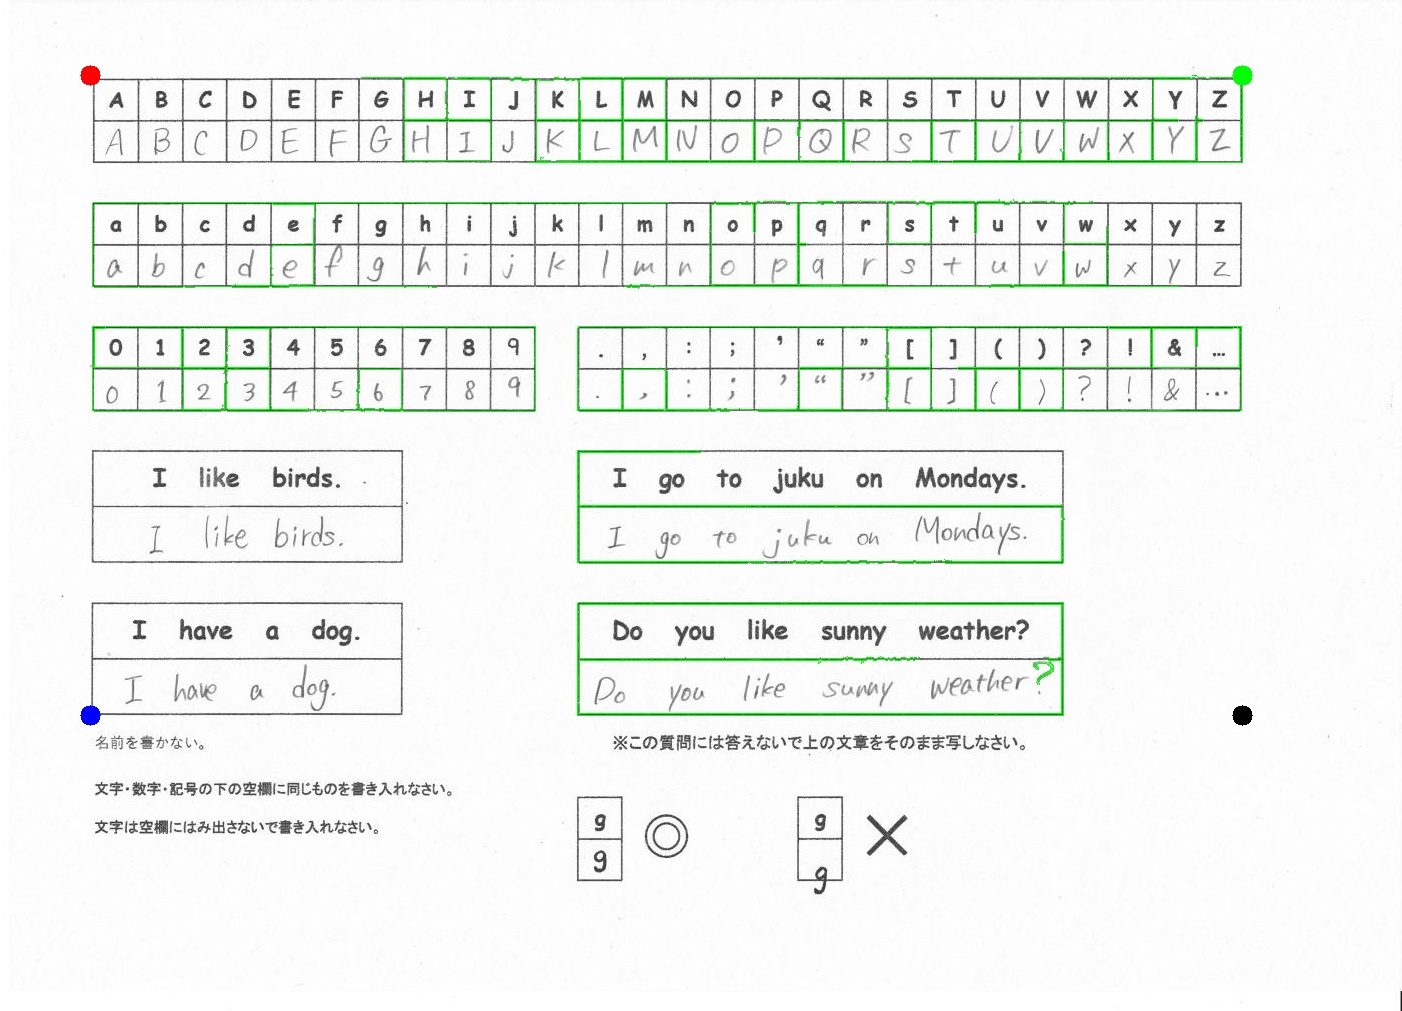 A B C D E F G H I J K L M N O P Q R S T U V W X Y Z
A B C D E F G H I J K L M N O P Q R S T U V W X Y Z
a b c d e f g h i j k l m n o p q r s t u v w x y z
a b c d e f g h i j k l m n o p q r s t u v w x y z
0 1 2 3 4 5 6 7 8 9
0 1 2 3 4 5 6 7 8 9
. , : ; ’ “ ” [ ] ( ) ? ! & …
. , : ; ’ “ ” [ ] ( ) ? ! & …
I like birds.
I like birds.
I go to juku on Mondays.
I go to juku on Mondays.
I have a dog.
I have a dog.
Do you like sunny weather?
Do you like sunny weather?
名前を書かない。
※この質問には答えないで上の文章をそのまま写しなさい。
文字・数字・記号の下の空欄に同じものを書き入れなさい。
文字は空欄にはみ出さないで書き入れなさい。
g
g
◎
g
g
×